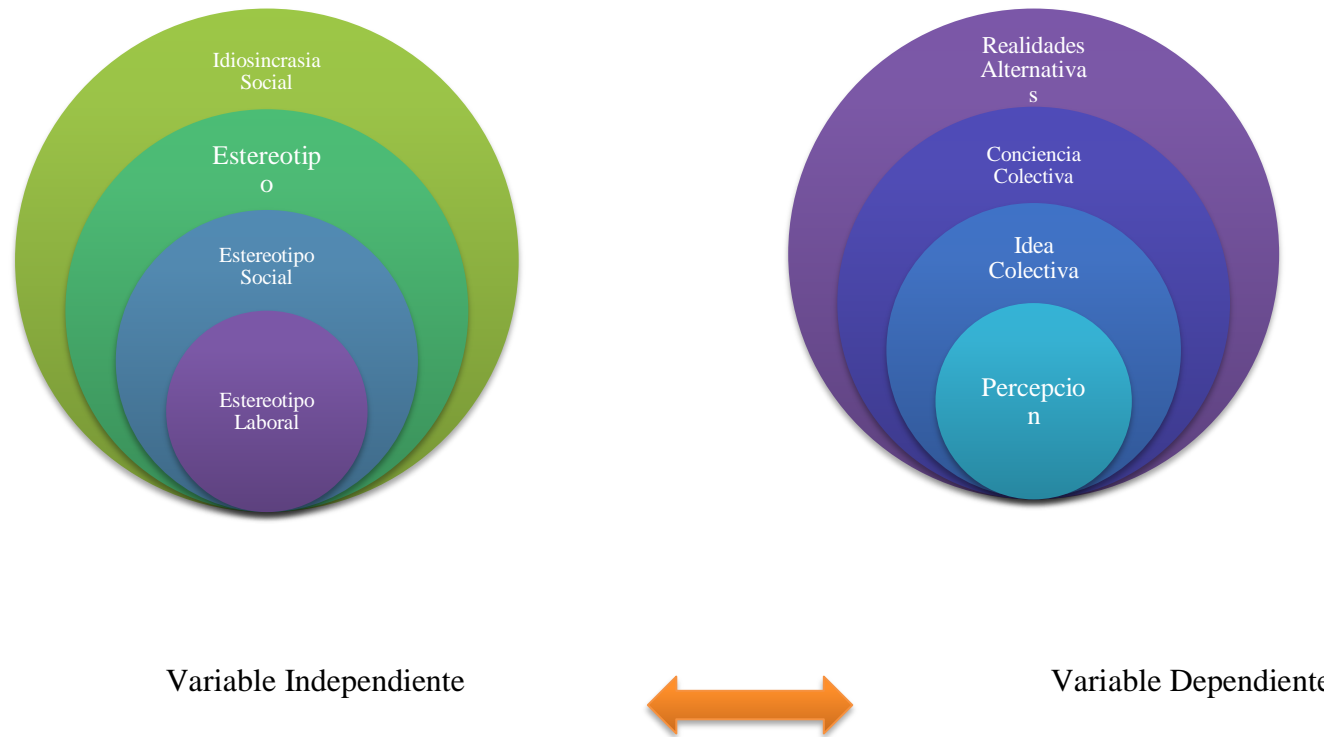 Idiosincrasia
Social
Estereotip
o
Estereotipo
Social
Estereotipo
Laboral
Realidades
Alternativa
s
Conciencia
Colectiva
Idea
Colectiva
Percepcio
n
Variable Independiente
Variable Dependiente